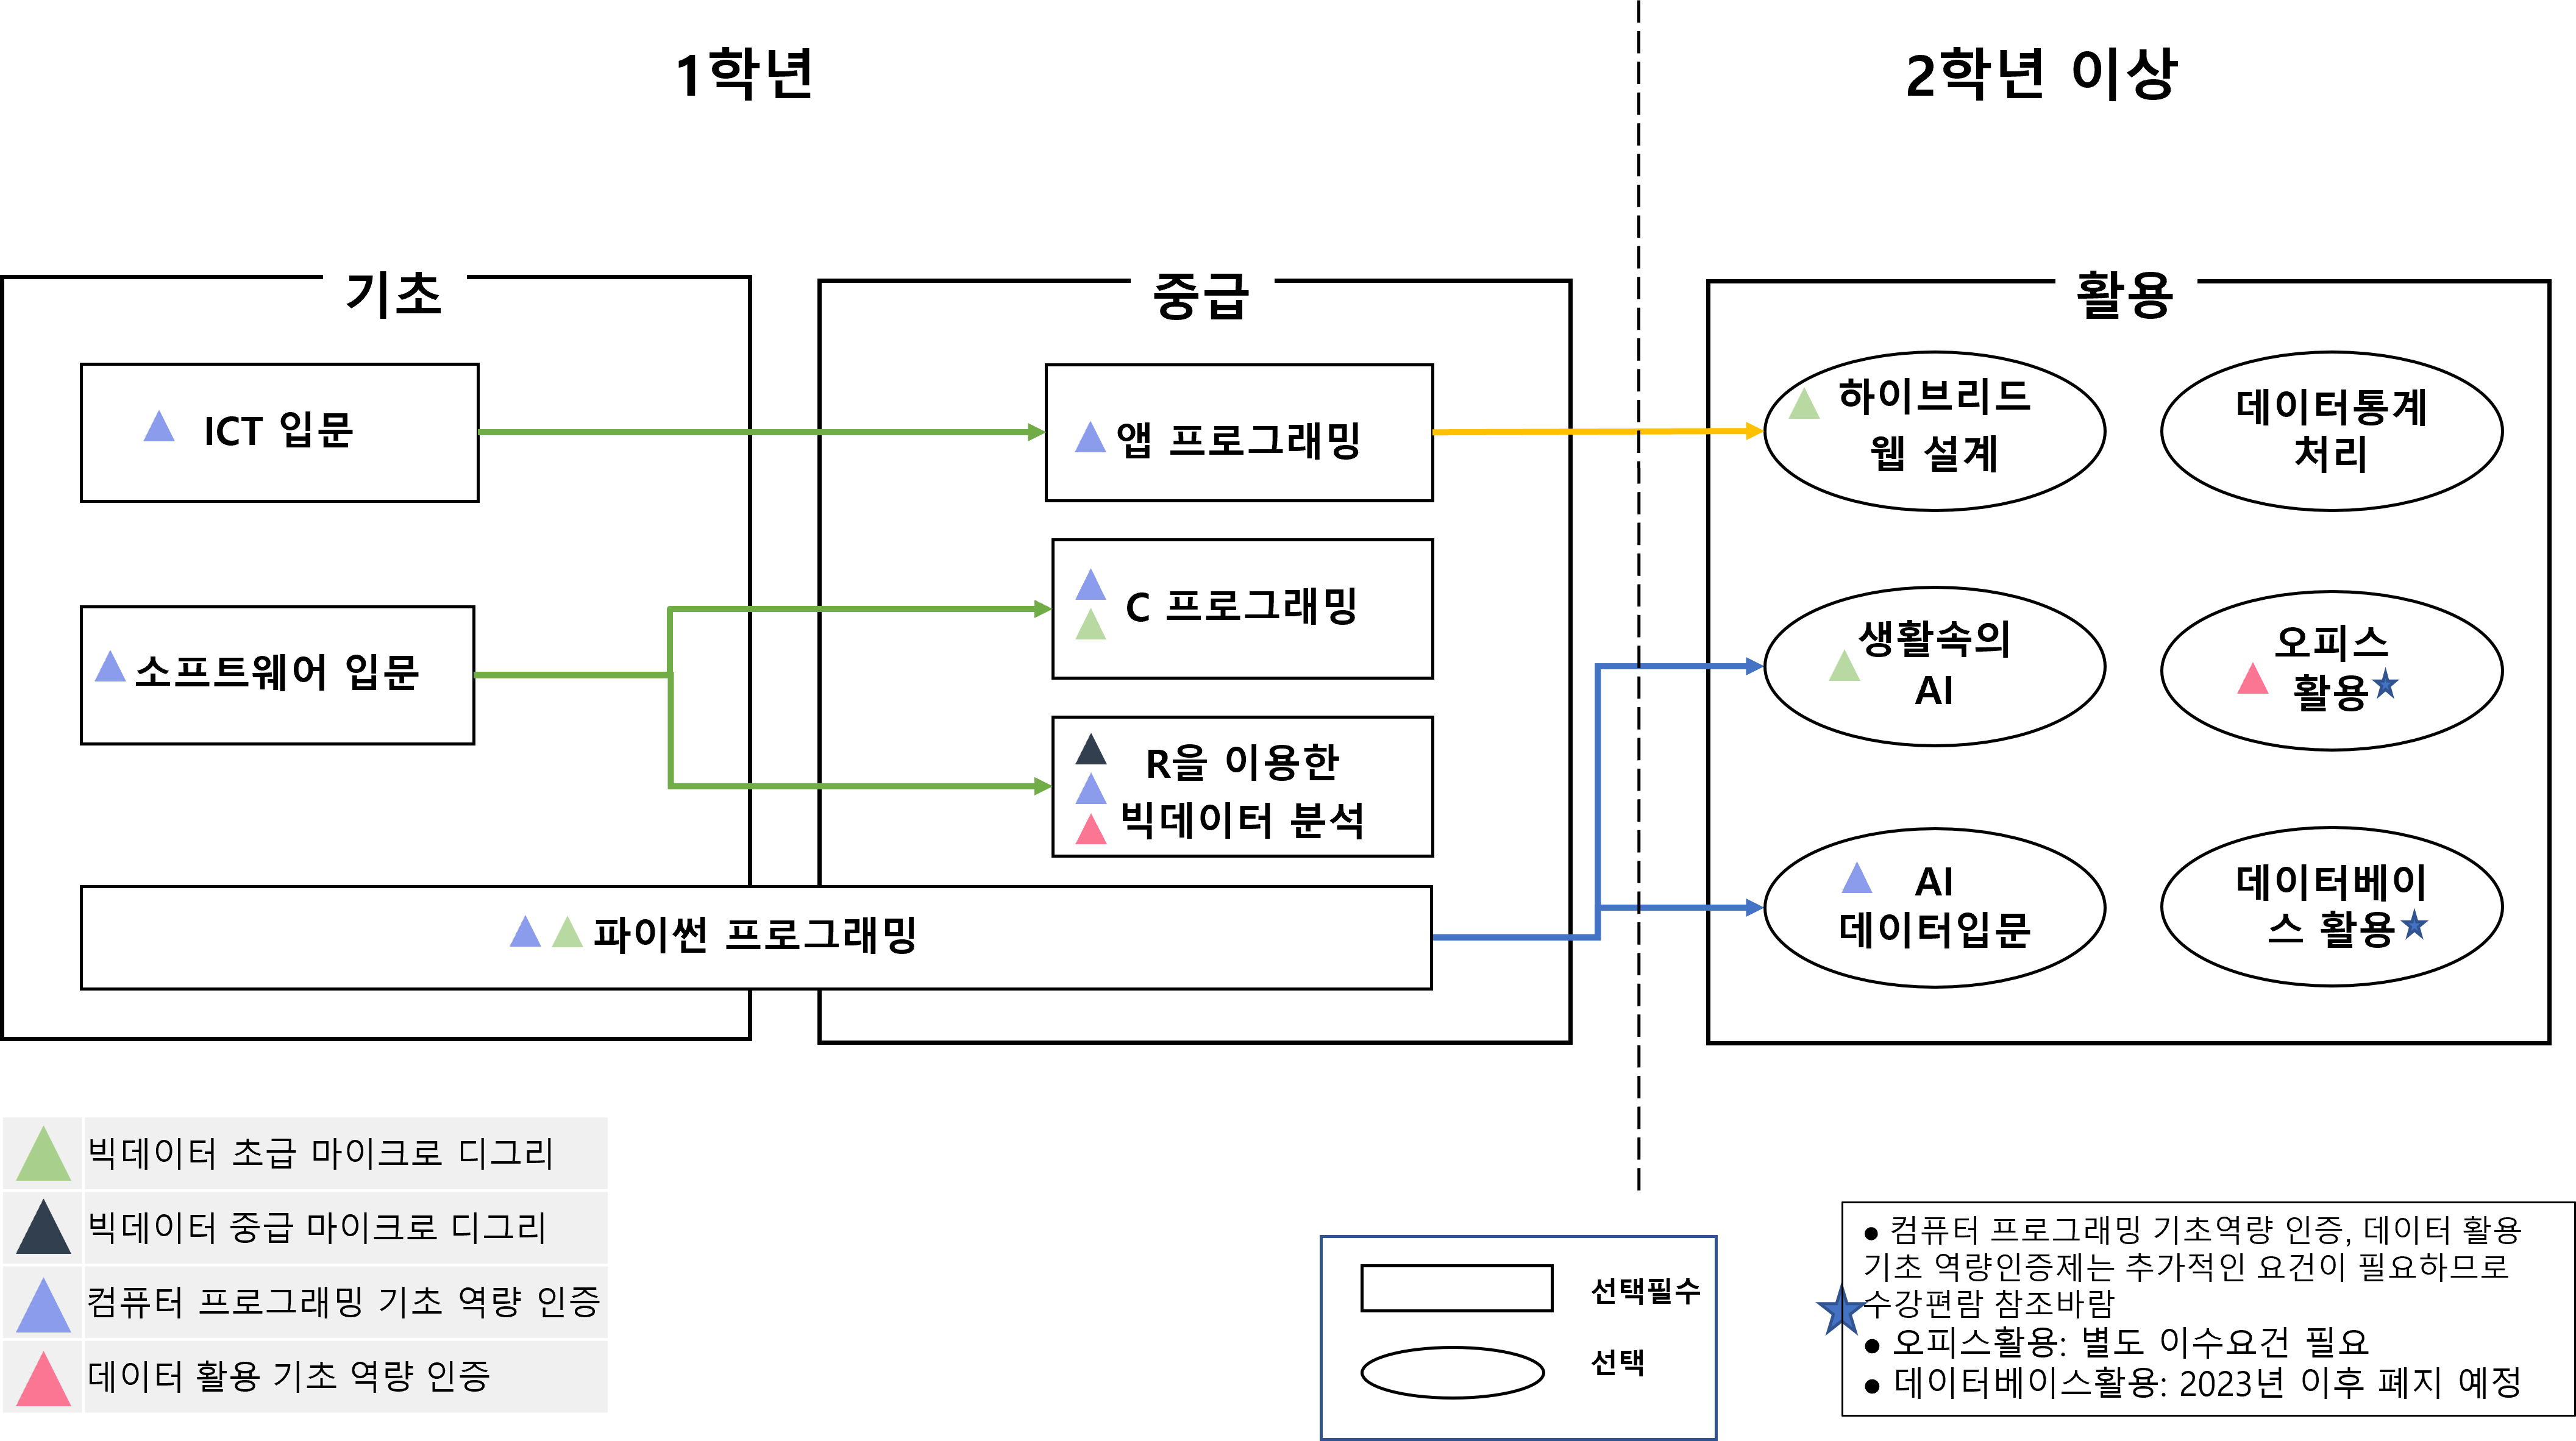 1학년
2학년 이상
기초
중급
활용
ICT 입문
소프트웨어 입문
앱 프로그래밍
C 프로그래밍
R을 이용한
빅데이터 분석
파이썬 프로그래밍
하이브리드
웹 설계
데이터통계
처리
생활속의
AI
오피스
활용
AI
데이터입문
데이터베이
스 활용
빅데이터 초급 마이크로 디그리
빅데이터 중급 마이크로 디그리
컴퓨터 프로그래밍 기초 역량 인증
데이터 활용 기초 역량 인증
선택필수
선택
● 컴퓨터 프로그래밍 기초역량 인증, 데이터 활용
기초 역량인증제는 추가적인 요건이 필요하므로
수강편람 참조바람
● 오피스활용: 별도 이수요건 필요
● 데이터베이스활용: 2023년 이후 폐지 예정